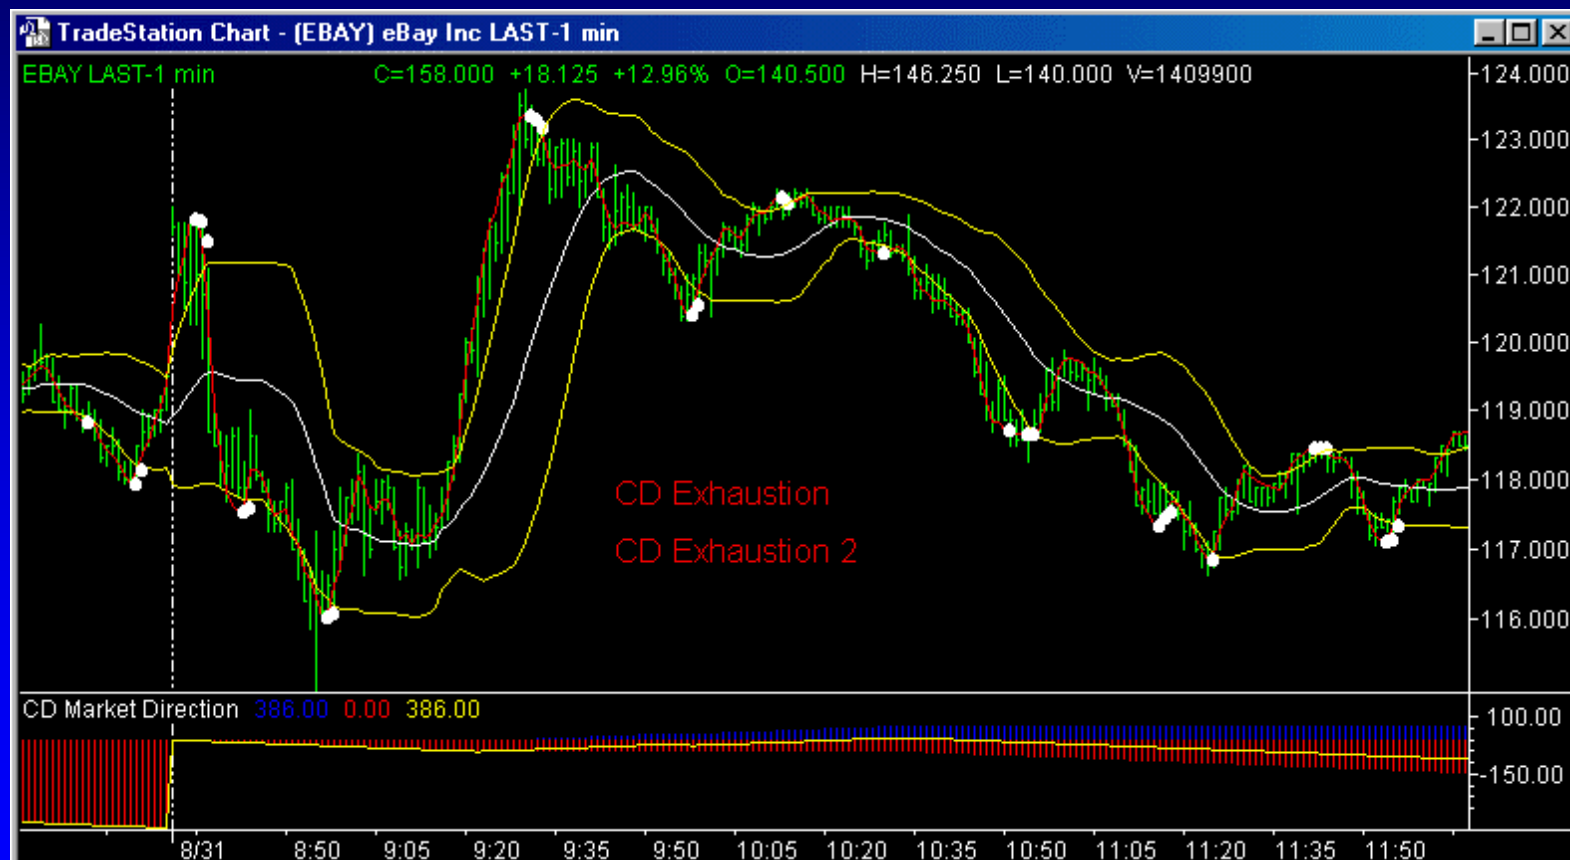 TradeStation Chart - (EBAY) eBay Inc LAST-1 min
EBAY LAST-1 min C=158.000 +18.125 +12.96% O=140.500 H=146.250 L=140.000 V=1409900
124.000
123.000
122.000
121.000
120.000
119.000
118.000
117.000
116.000
CD Exhaustion
CD Exhaustion 2
CD Market Direction 386.00 0.00 386.00
100.00
-150.00
8/31 8:50 9:05 9:20 9:35 9:50 10:05 10:20 10:35 10:50 11:05 11:20 11:35 11:50